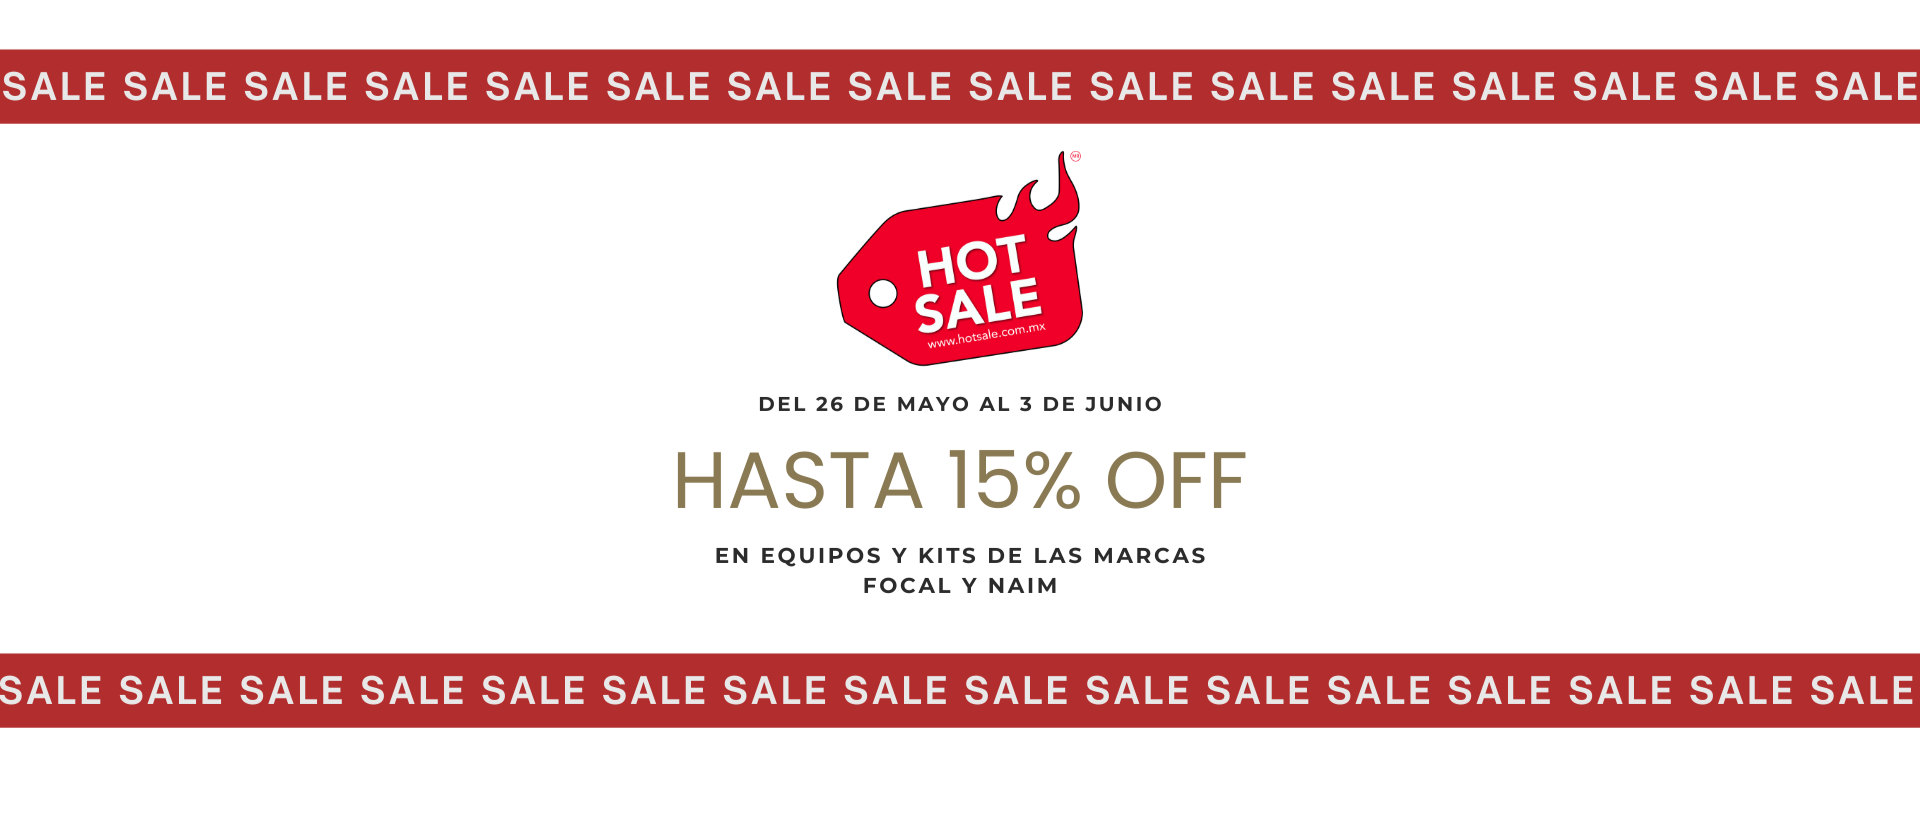 SALE SALE SALE SALE SALE SALE SALE SALE SALE SALE SALE SALE SALE SALE SALE SALE
MR
HOT
SALE
www.hotsale.com.mx
DEL 26 DE MAYO AL 3 DE JUNIO
HASTA 15% OFF
EN EQUIPOS Y KITS DE LAS MARCAS
FOCAL Y NAIM
SALE SALE SALE SALE SALE SALE SALE SALE SALE SALE SALE SALE SALE SALE SALE SALE